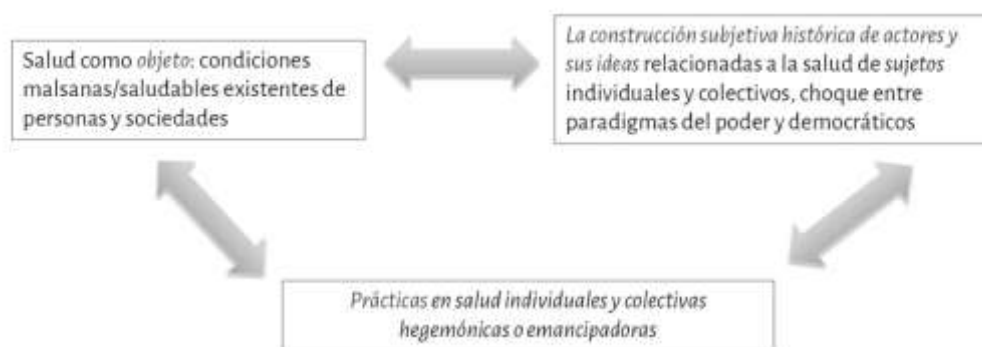 Salud como objeto: condiciones
malsanas/saludables existentes de
personas y sociedades
La construcción subjetiva histórica de actores y
sus ideas relacionadas a la salud de sujetos
individuales y colectivos, choque entre
paradigmas del poder y democráticos
Prácticas en salud individuales y colectivas
hegemónicas o emancipadoras